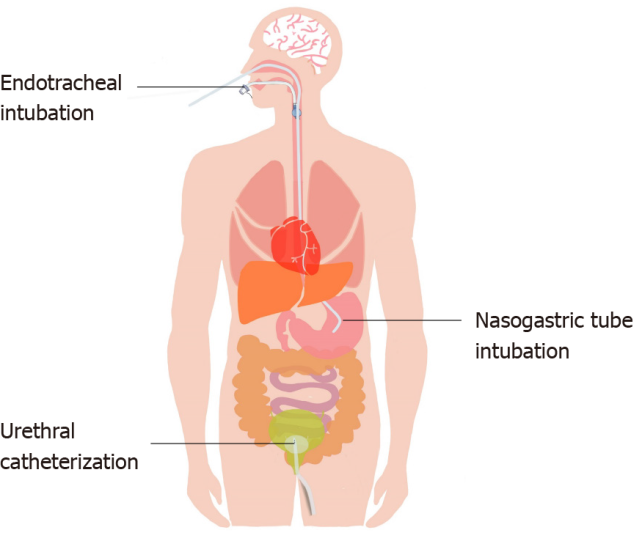 Endotracheal
intubation
Nasogastric tube
intubation
Urethral
catheterization